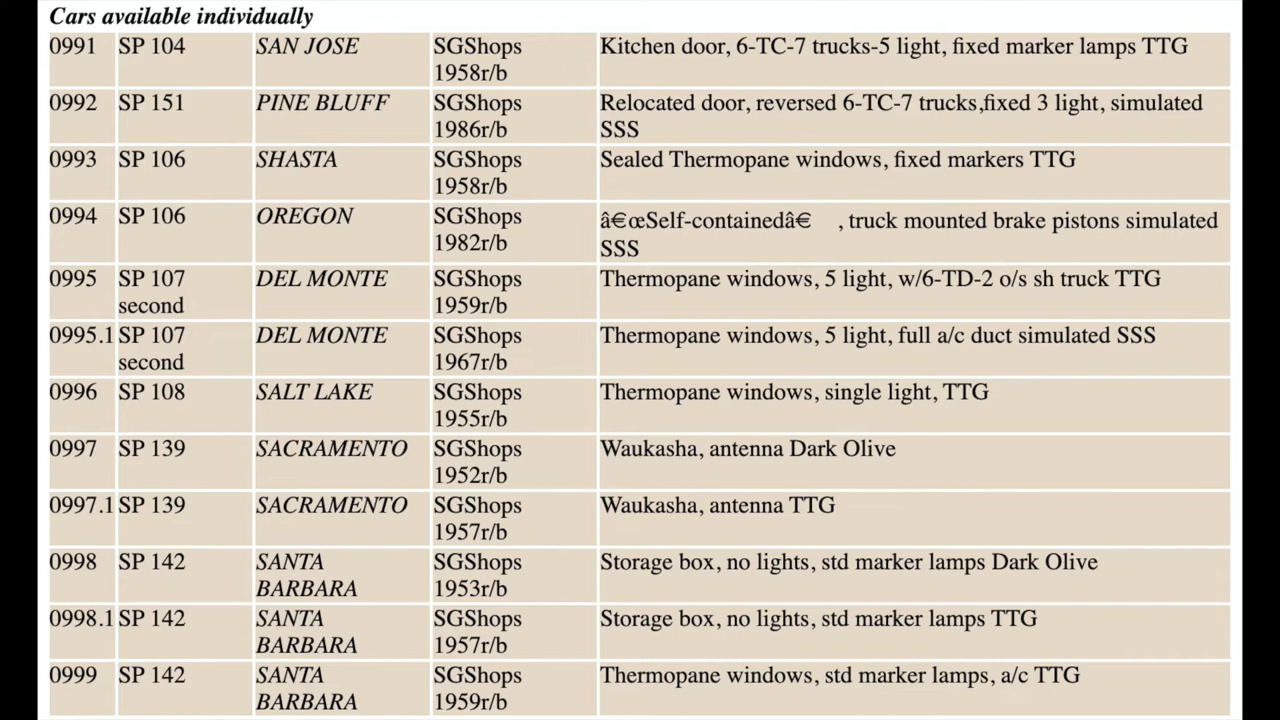 Cars available individually
0991 SP 104 SAN JOSE SGShops Kitchen door, 6-TC-7 trucks-5 light, fixed marker lamps TTG
1958r/b
0992 SP 151 PINE BLUFF SGShops Relocated door, reversed 6-TC-7 trucks,fixed 3 light, simulated
1986r/b SSS
0993 SP 106 SHASTA SGShops Sealed Thermopane windows, fixed markers TTG
1958r/b
0994 SP 106 OREGON SGShops â€œSelf-containedâ€ , truck mounted brake pistons simulated
1982r/b SSS
0995 SP 107 DEL MONTE SGShops Thermopane windows, 5 light, w/6-TD-2 o/s sh truck TTG
second 1959r/b
0995.1 SP 107 DEL MONTE SGShops Thermopane windows, 5 light, full a/c duct simulated SSS
second 1967r/b
0996 SP 108 SALT LAKE SGShops Thermopane windows, single light, TTG
1955r/b
0997 SP 139 SACRAMENTO SGShops Waukasha, antenna Dark Olive
1952r/b
0997.1 SP 139 SACRAMENTO SGShops Waukasha, antenna TTG
1957r/b
0998 SP 142 SANTA SGShops Storage box, no lights, std marker lamps Dark Olive
BARBARA 1953r/b
0998.1 SP 142 SANTA SGShops Storage box, no lights, std marker lamps TTG
BARBARA 1957r/b
0999 SP 142 SANTA SGShops Thermopane windows, std marker lamps, a/c TTG
BARBARA 1959r/b